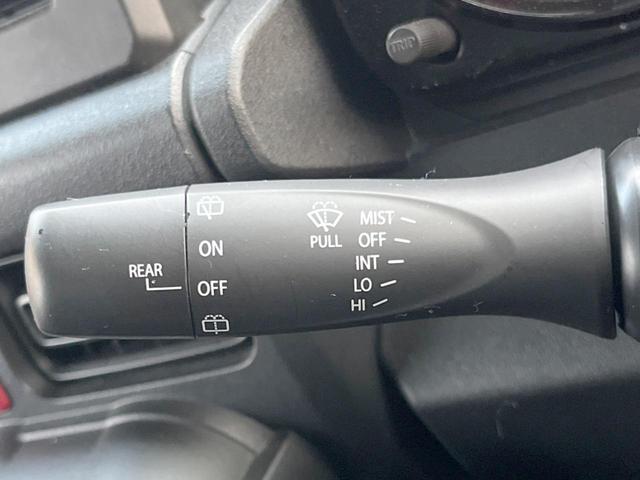 TRIP
MIST
OFF
PULL
INT
LO
HI
ON
REAR
OFF